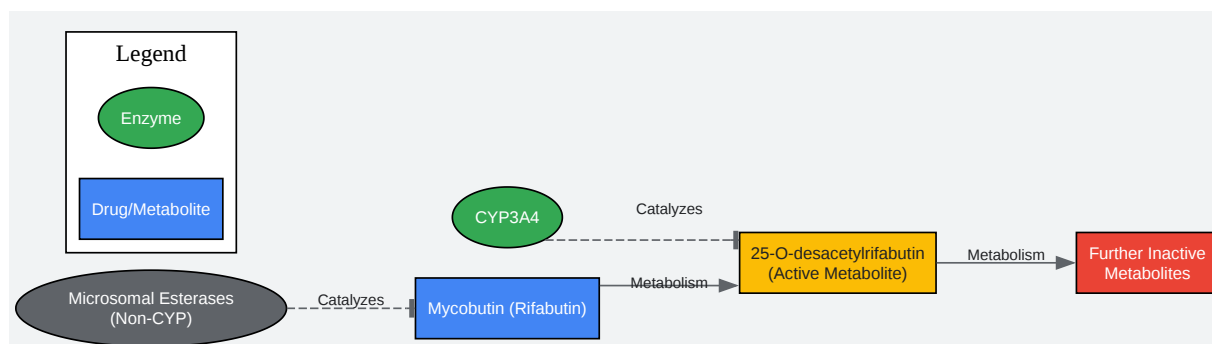 Legend
Enzyme
Drug/Metabolite
CYP3A4
Catalyzes
25-O-desacetylrifabutin
(Active Metabolite)
Metabolism
Further Inactive
Metabolites
Microsomal Esterases
(Non-CYP)
Catalyzes
Mycobutin (Rifabutin)
Metabolism